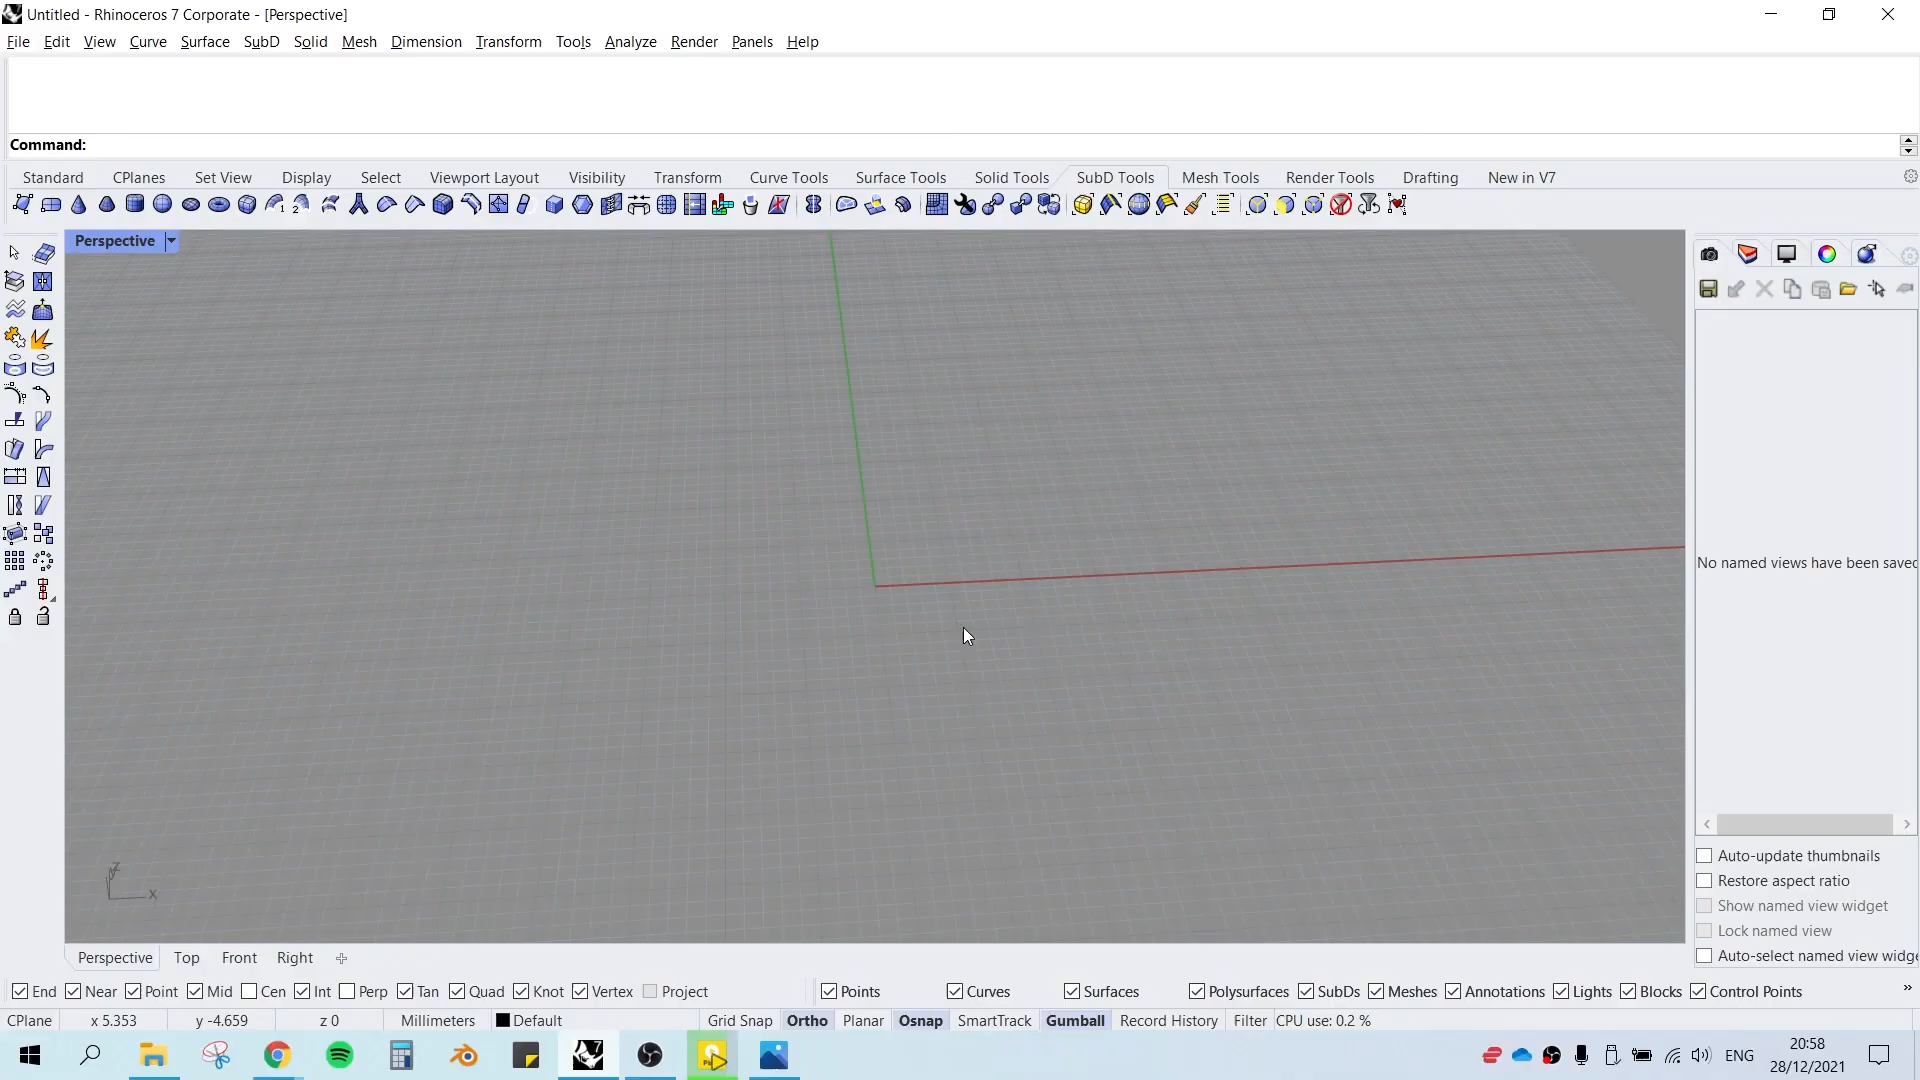 Untitled - Rhinoceros 7 Corporate - [Perspective]
File Edit View Curve Surface SubD Solid Mesh Dimension Transform Tools Analyze Render Panels Help
Command:
Standard CPlanes Set View Display Select Viewport Layout Visibility Transform Curve Tools Surface Tools Solid Tools SubD Tools Mesh Tools Render Tools Drafting New in V7
Perspective
No named views have been saved
z
y
x
Auto-update thumbnails
Restore aspect ratio
Show named view widget
Lock named view
Auto-select named view widge
Perspective Top Front Right
End Near Point Mid Cen Int Perp Tan Quad Knot Vertex Project Points Curves Surfaces Polysurfaces SubDs Meshes Annotations Lights Blocks Control Points »
CPlane x 5.353 y -4.659 z 0 Millimeters Default Grid Snap Ortho Planar Osnap SmartTrack Gumball Record History Filter CPU use: 0.2 %
ENG
20:58
28/12/2021